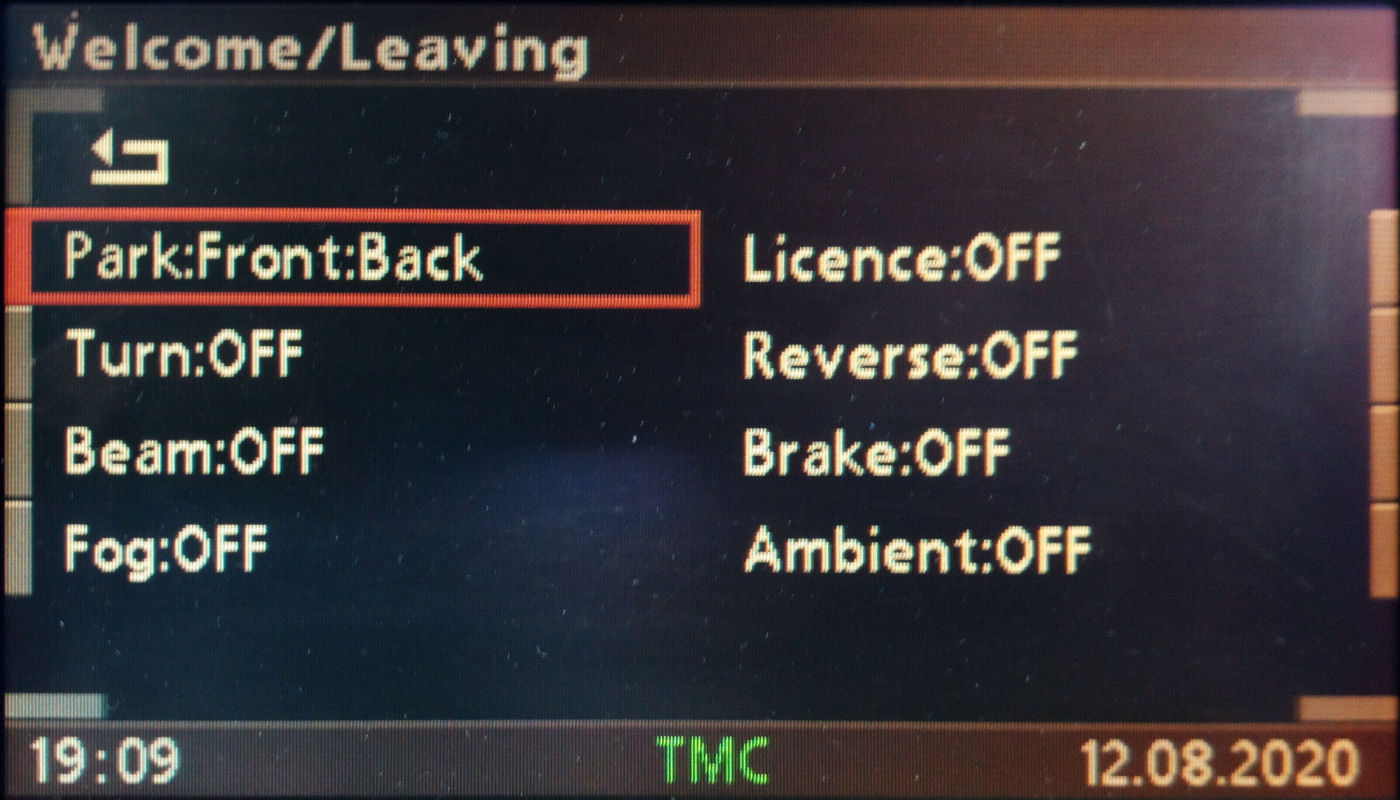 Welcome/Leaving
Park:Front:Back
Licence:OFF
Turn:OFF
Reverse:OFF
Beam:OFF
Brake:OFF
Fog:OFF
Ambient:OFF
19:09
TMC
12.08.2020